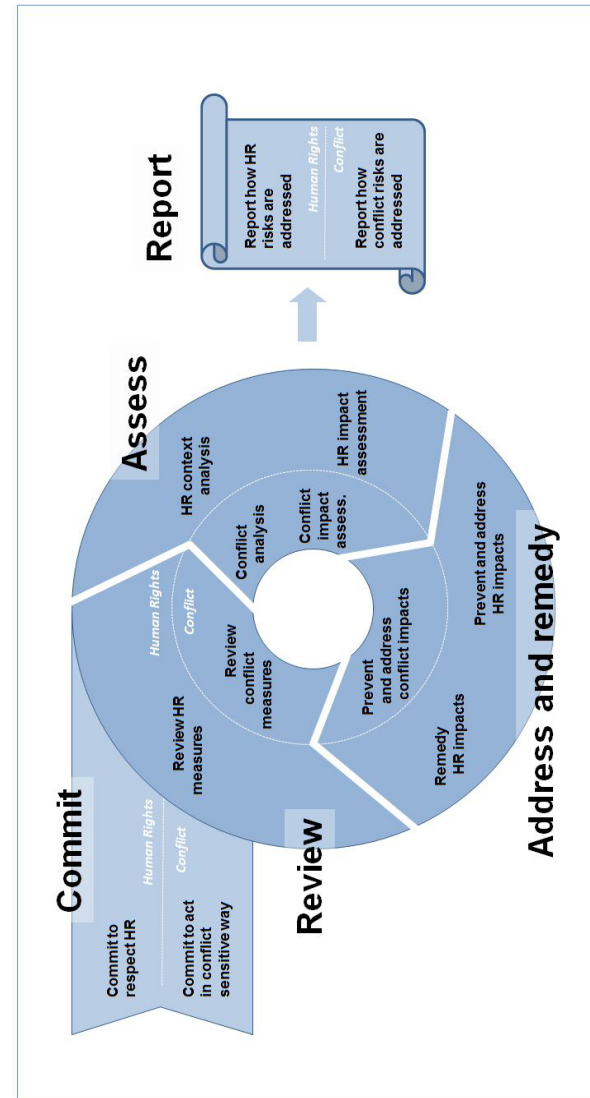 Commit
Human Rights
Commit to
respect HR
Conflict
Commit to act
in conflict
sensitive way
Assess
HR context
analysis
HR impact
assessment
Conflict
analysis
Conflict
impact
assess.
Address and remedy
Prevent and address
HR impacts
Remedy
HR impacts
Prevent
and address
conflict impacts
Review
Human Rights
Review HR
measures
Conflict
Review
conflict
measures
Report
Report how HR
risks are
addressed
Human Rights
Conflict
Report how
conflict risks are
addressed